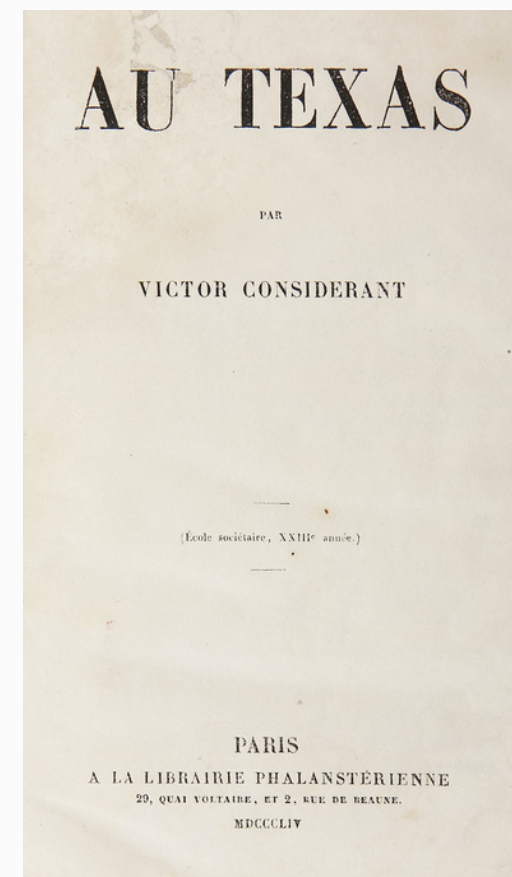 AU TEXAS
PAR
VICTOR CONSIDERANT
(École sociétaire, XXIIIe année.)
PARIS
A LA LIBRAIRIE PHALANSTÉRIENNE
29, QUAI VOLTAIRE, ET 2, RUE DE BEAUNE.
MDCCCLIV